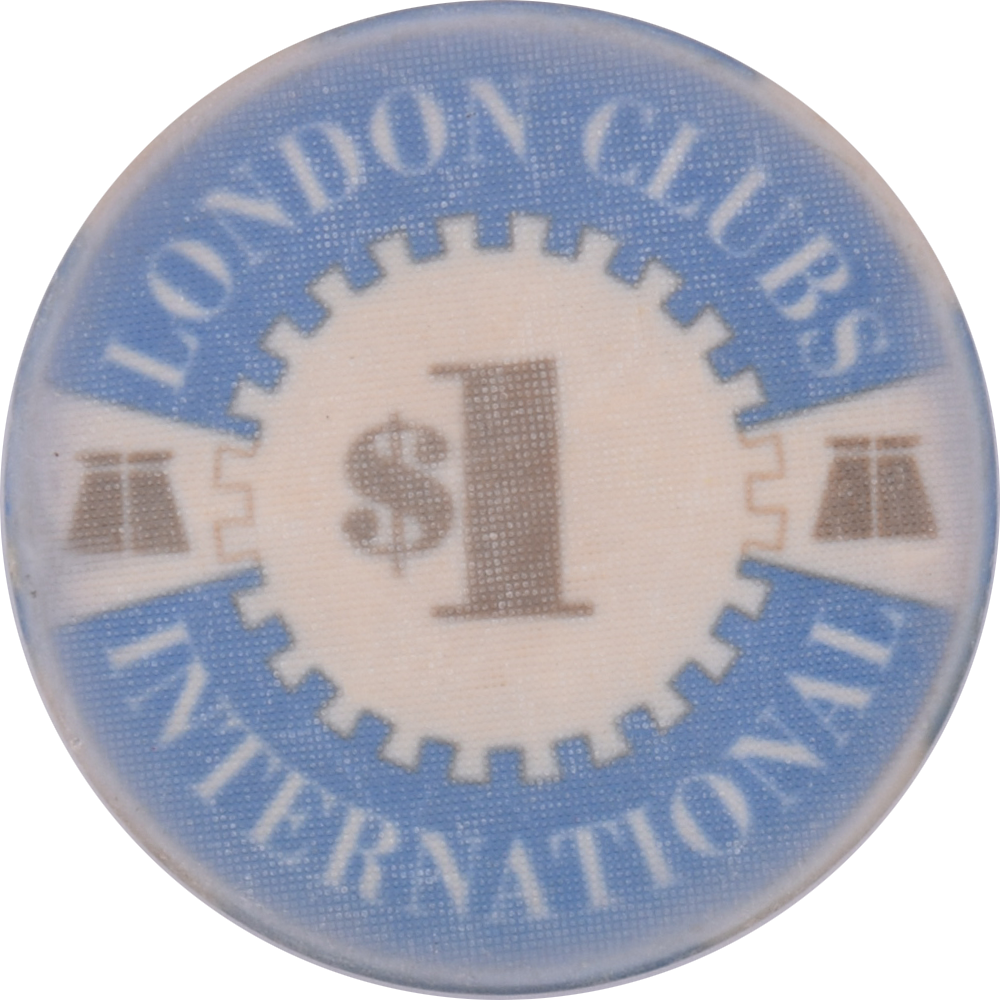 LONDON CLUBS
$1
INTERNATIONAL